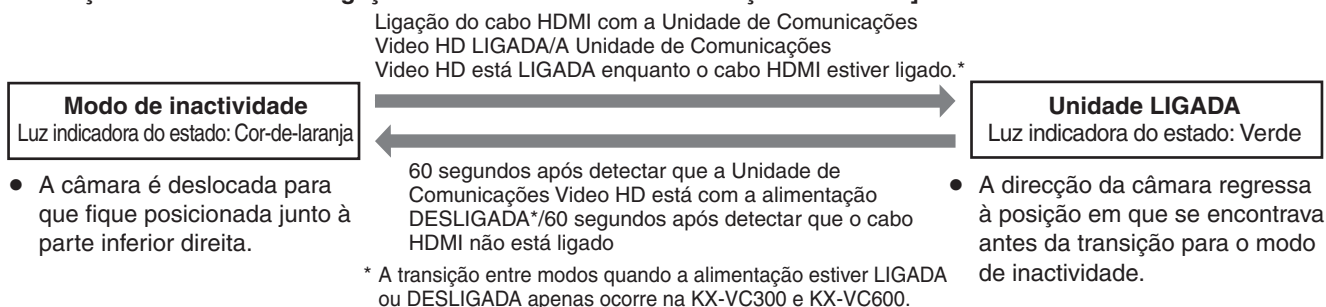 Ligação do cabo HDMI com a Unidade de Comunicações
Video HD LIGADA/A Unidade de Comunicações
Video HD está LIGADA enquanto o cabo HDMI estiver ligado.*
Modo de inactividade
Luz indicadora do estado: Cor-de-laranja
Unidade LIGADA
Luz indicadora do estado: Verde
● A câmara é deslocada para
que fique posicionada junto à
parte inferior direita.
60 segundos após detectar que a Unidade de
Comunicações Video HD está com a alimentação
DESLIGADA*/60 segundos após detectar que o cabo
HDMI não está ligado
● A direcção da câmara regressa
à posição em que se encontrava
antes da transição para o modo
de inactividade.
* A transição entre modos quando a alimentação estiver LIGADA
ou DESLIGADA apenas ocorre na KX-VC300 e KX-VC600.